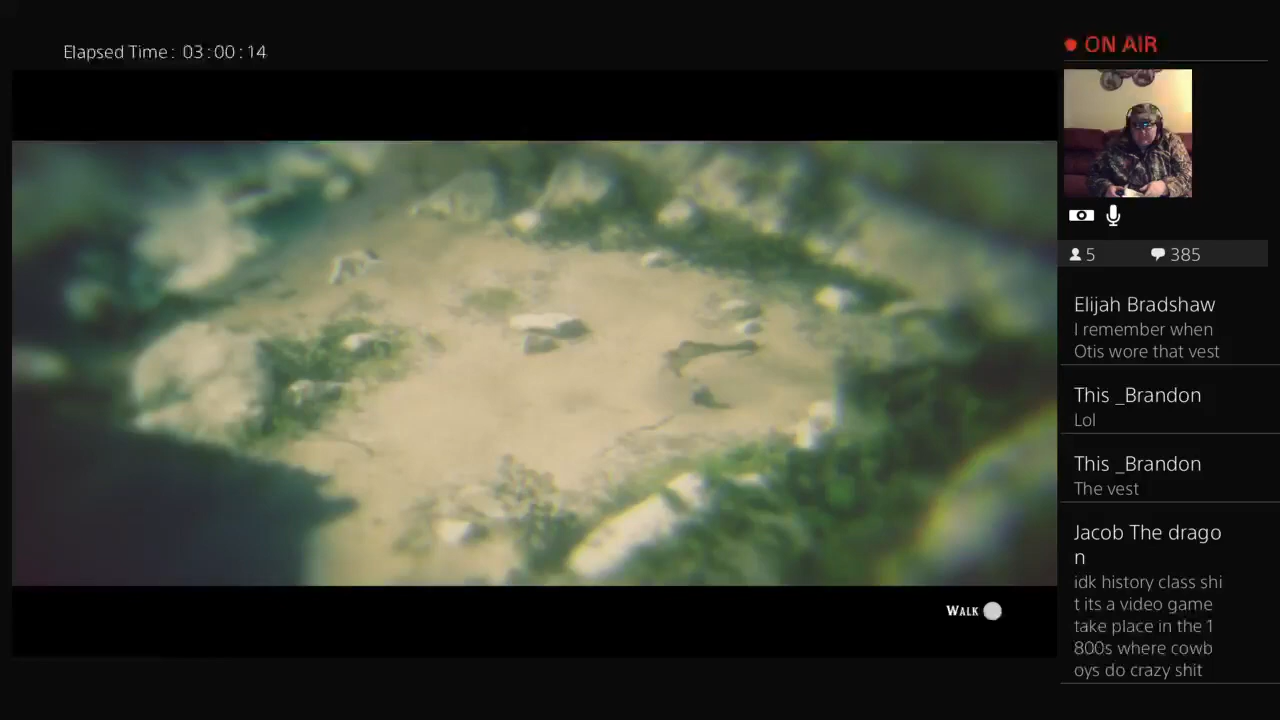 Elapsed Time: 03:00:14
ON AIR
5 385
Elijah Bradshaw
I remember when
Otis wore that vest
This _Brandon
Lol
This _Brandon
The vest
Jacob The drago
n
idk history class shi
t its a video game
take place in the 1
800s where cowb
oys do crazy shit
WALK